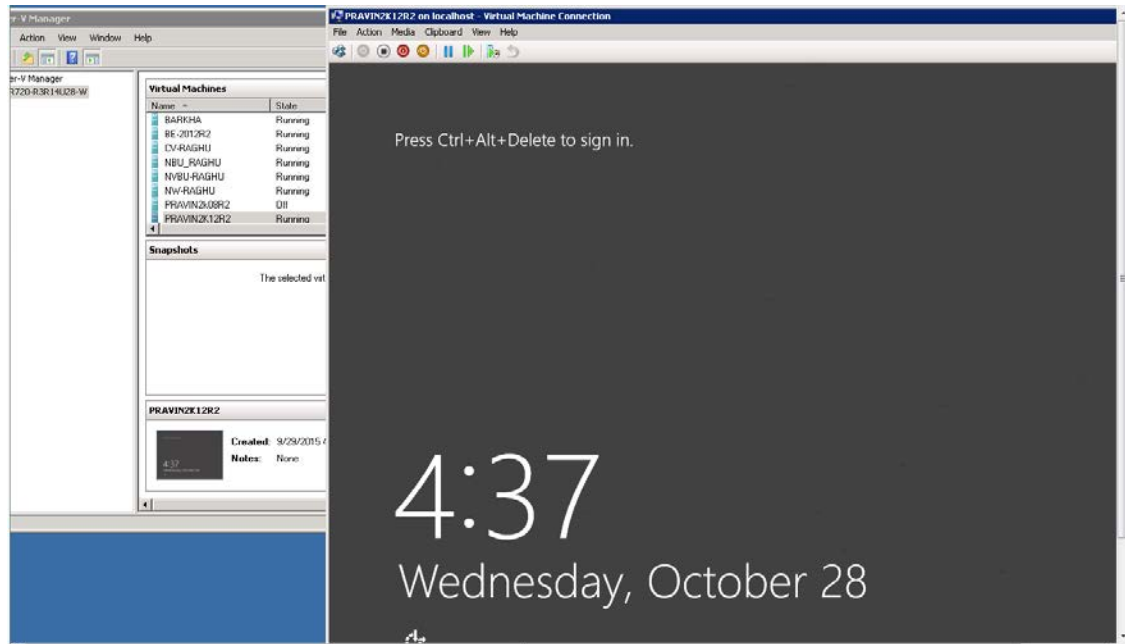 r-V Manager
Action View Window Help
er-V Manager
R720-R3R14U28-W
Virtual Machines
Name State
BARKHA Running
BE-2012R2 Running
CV-RAGHU Running
NBU_RAGHU Running
NVBU-RAGHU Running
NW-RAGHU Running
PRAVIN2k08R2 Off
PRAVIN2K12R2 Running
Snapshots
The selected virt
PRAVIN2K12R2
4:37
Created: 9/29/2015
Notes: None
PRAVIN2K12R2 on localhost - Virtual Machine Connection
File Action Media Clipboard View Help
Press Ctrl+Alt+Delete to sign in.
4:37
Wednesday, October 28